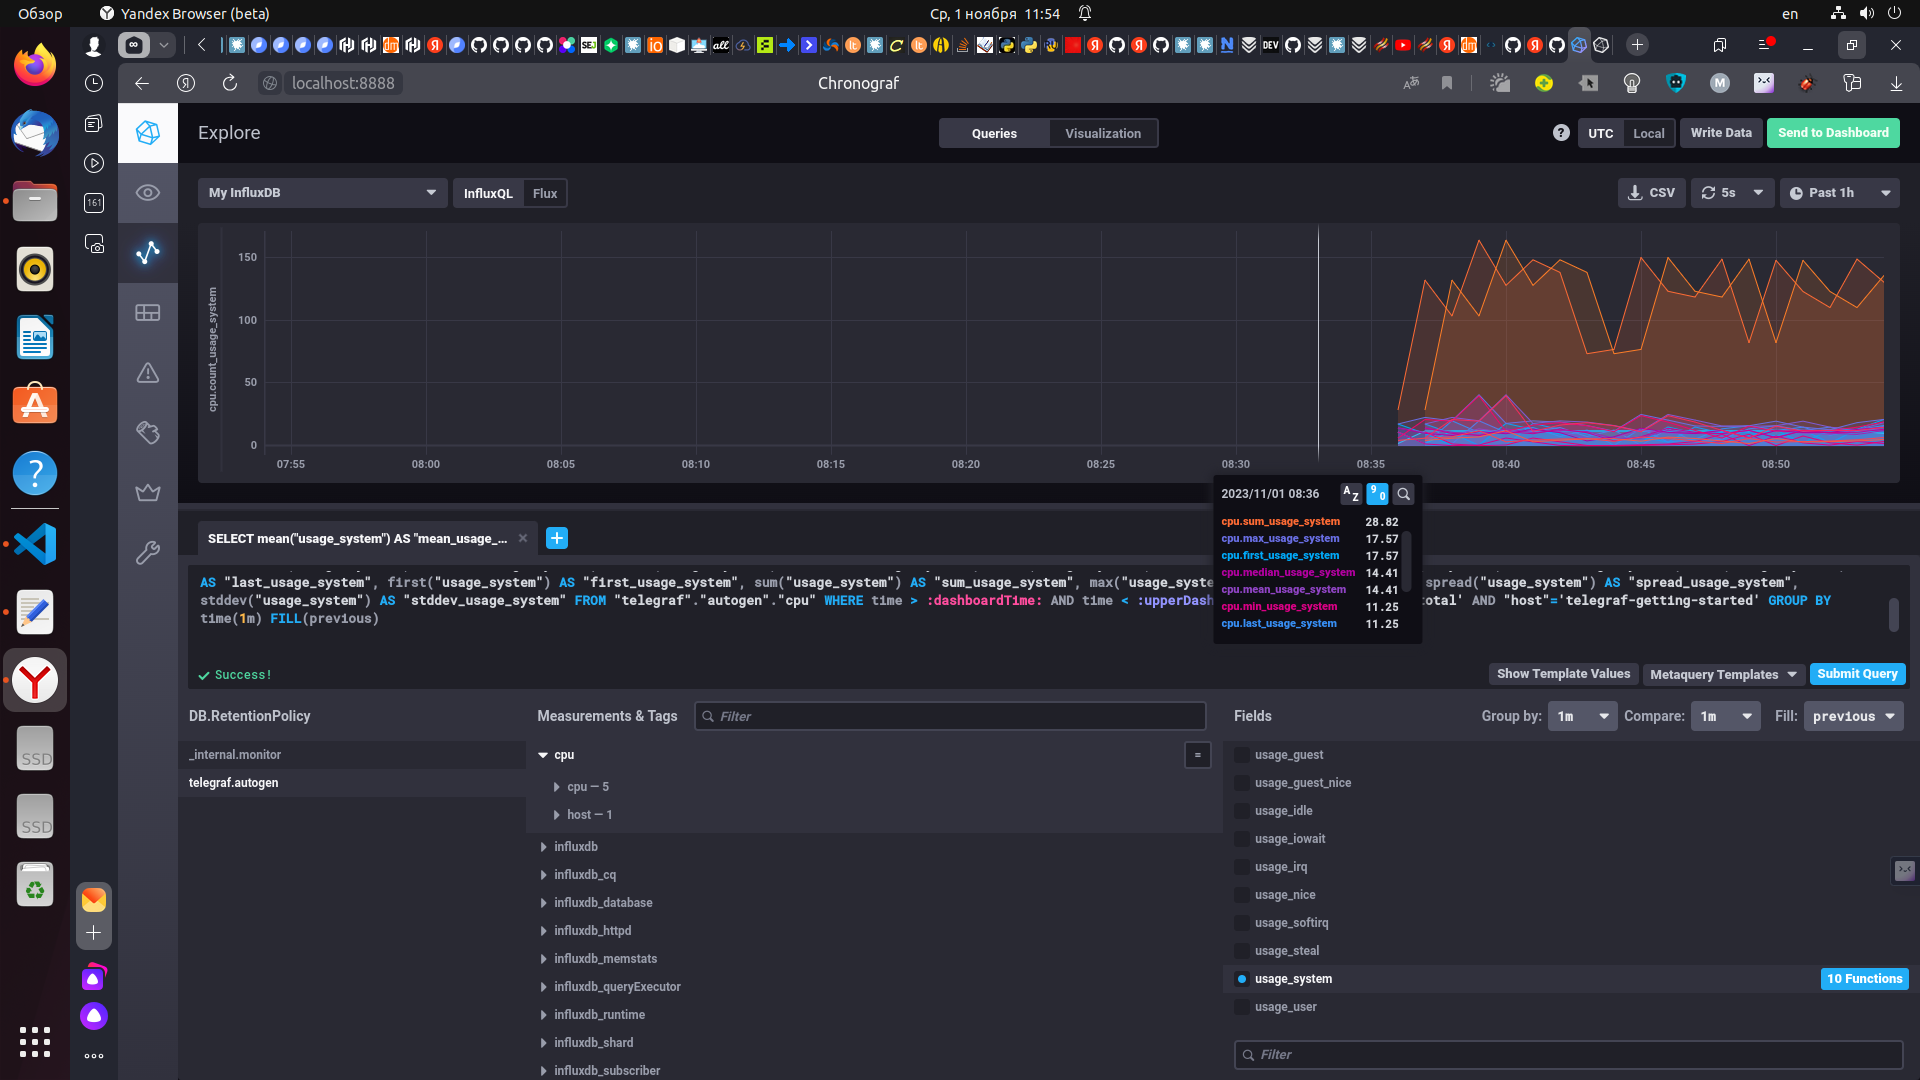 Обзор
Yandex Browser (beta)
Ср, 1 ноября 11:54
en
localhost:8888
Chronograf
161
Explore
Queries
Visualization
UTC
Local
Write Data
Send to Dashboard
My InfluxDB
InfluxQL
Flux
CSV
5s
Past 1h
cpu.count_usage_system
150
100
50
0
07:55
08:00
08:05
08:10
08:15
08:20
08:25
08:30
08:35
08:40
08:45
08:50
2023/11/01 08:36
cpu.sum_usage_system 28.82
cpu.max_usage_system 17.57
cpu.first_usage_system 17.57
cpu.median_usage_system 14.41
cpu.mean_usage_system 14.41
cpu.min_usage_system 11.25
cpu.last_usage_system 11.25
SELECT mean("usage_system") AS "mean_usage_...
AS "last_usage_system", first("usage_system") AS "first_usage_system", sum("usage_system") AS "sum_usage_system", max("usage_syste spread("usage_system") AS "spread_usage_system",
stddev("usage_system") AS "stddev_usage_system" FROM "telegraf"."autogen"."cpu" WHERE time > :dashboardTime: AND time < :upperDash total' AND "host"='telegraf-getting-started' GROUP BY
time(1m) FILL(previous)
Success!
Show Template Values
Metaquery Templates
Submit Query
DB.RetentionPolicy
_internal.monitor
telegraf.autogen
Measurements & Tags
Filter
cpu
=
cpu — 5
host — 1
influxdb
influxdb_cq
influxdb_database
influxdb_httpd
influxdb_memstats
influxdb_queryExecutor
influxdb_runtime
influxdb_shard
influxdb_subscriber
Fields
Group by: 1m
Compare: 1m
Fill: previous
usage_guest
usage_guest_nice
usage_idle
usage_iowait
usage_irq
usage_nice
usage_softirq
usage_steal
usage_system
10 Functions
usage_user
Filter
SSD
SSD